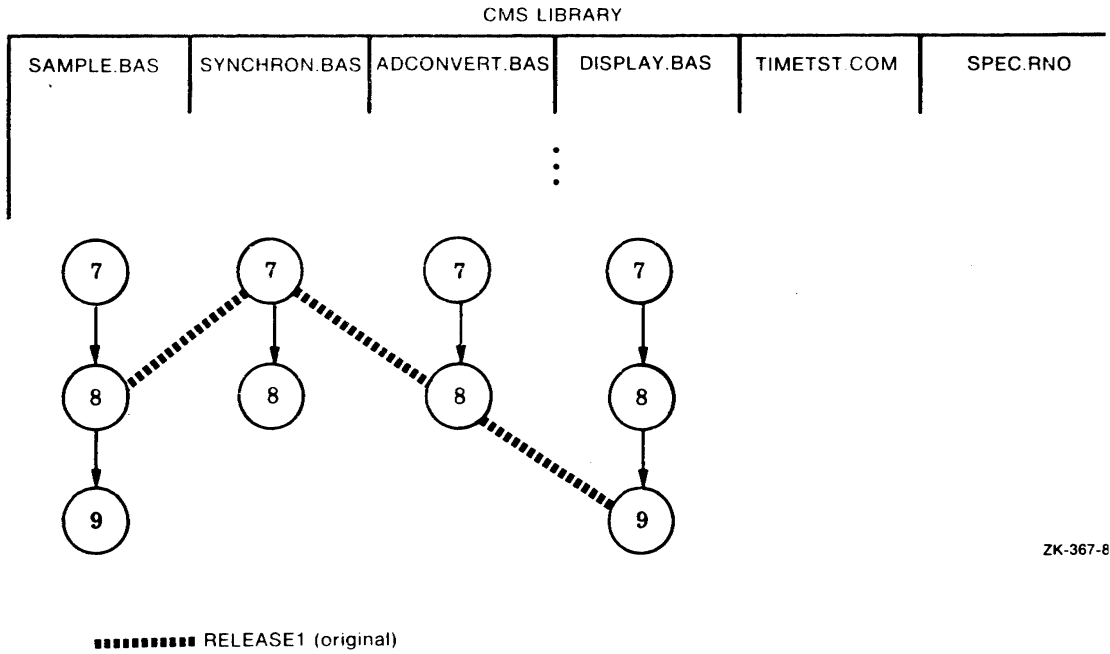 CMS LIBRARY
SAMPLE.BAS SYNCHRON.BAS ADCONVERT.BAS DISPLAY.BAS TIMETST.COM SPEC.RNO
7 7 7 7
8 8 8 8
9 9
ZK-367-8
RELEASE1 (original)